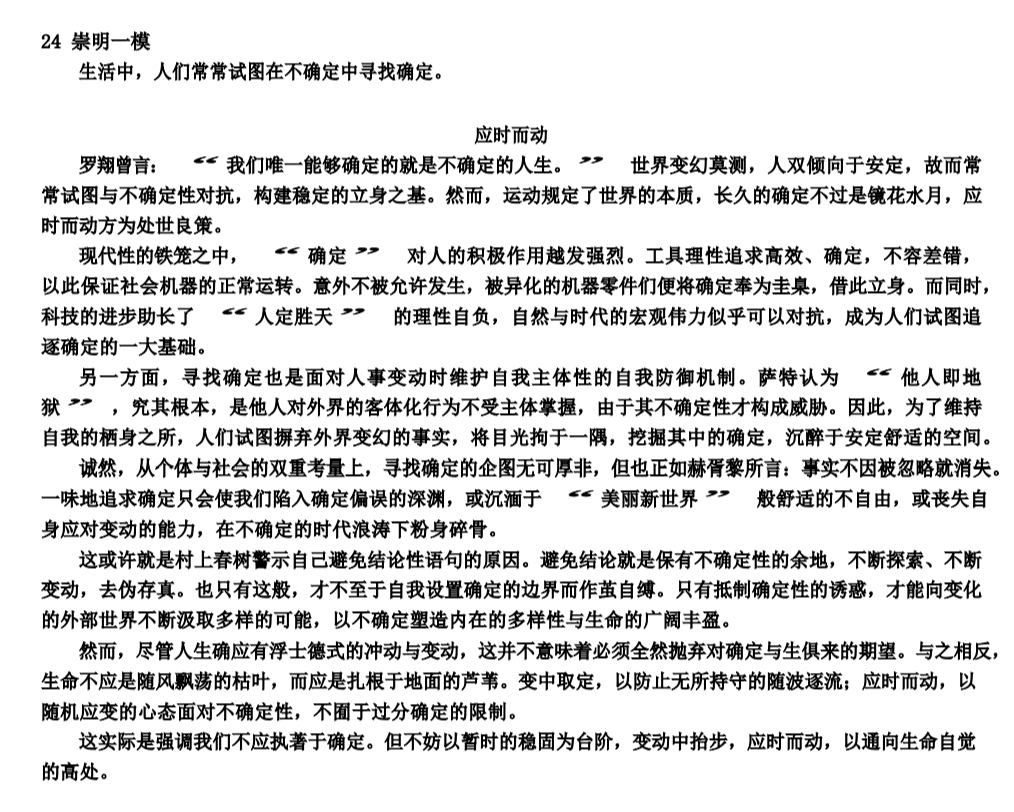 24 崇明一模
生活中，人们常常试图在不确定中寻找确定。
应时而动
罗翔曾言： “ 我们唯一能够确定的就是不确定的人生。 ” 世界变幻莫测，人双倾向于安定，故而常
常试图与不确定性对抗，构建稳定的立身之基。然而，运动规定了世界的本质，长久的确定不过是镜花水月，应
时而动方为处世良策。
现代性的铁笼之中， “ 确定 ” 对人的积极作用越发强烈。工具理性追求高效、确定，不容差错，
以此保证社会机器的正常运转。意外不被允许发生，被异化的机器零件们便将确定奉为圭臬，借此立身。而同时，
科技的进步助长了 “ 人定胜天 ” 的理性自负，自然与时代的宏观伟力似乎可以对抗，成为人们试图追
逐确定的一大基础。
另一方面，寻找确定也是面对人事变动时维护自我主体性的自我防御机制。萨特认为 “ 他人即地
狱 ” ，究其根本，是他人对外界的客体化行为不受主体掌握，由于其不确定性才构成威胁。因此，为了维持
自我的栖身之所，人们试图摒弃外界变幻的事实，将目光拘于一隅，挖掘其中的确定，沉醉于安定舒适的空间。
诚然，从个体与社会的双重考量上，寻找确定的企图无可厚非，但也正如赫胥黎所言：事实不因被忽略就消失。
一味地追求确定只会使我们陷入确定偏误的深渊，或沉湎于 “ 美丽新世界 ” 般舒适的不自由，或丧失自
身应对变动的能力，在不确定的时代浪涛下粉身碎骨。
这或许就是村上春树警示自己避免结论性语句的原因。避免结论就是保有不确定性的余地，不断探索、不断
变动，去伪存真。也只有这般，才不至于自我设置确定的边界而作茧自缚。只有抵制确定性的诱惑，才能向变化
的外部世界不断汲取多样的可能，以不确定塑造内在的多样性与生命的广阔丰盈。
然而，尽管人生确应有浮士德式的冲动与变动，这并不意味着必须全然抛弃对确定与生俱来的期望。与之相反，
生命不应是随风飘荡的枯叶，而应是扎根于地面的芦苇。变中取定，以防止无所持守的随波逐流；应时而动，以
随机应变的心态面对不确定性，不囿于过分确定的限制。
这实际是强调我们不应执著于确定。但不妨以暂时的稳固为台阶，变动中抬步，应时而动，以通向生命自觉
的高处。